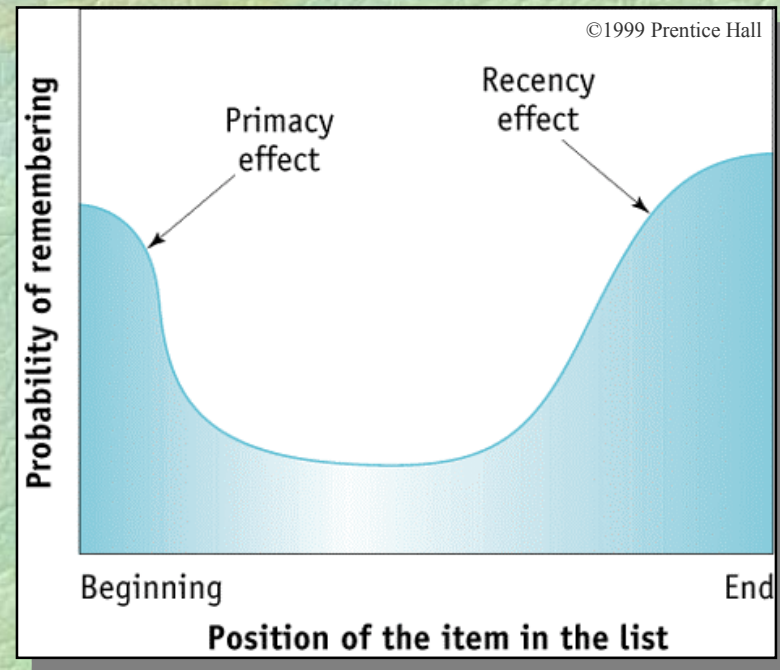 ©1999 Prentice Hall
Recency
effect
Primacy
effect
Probability of remembering
Beginning
End
Position of the item in the list